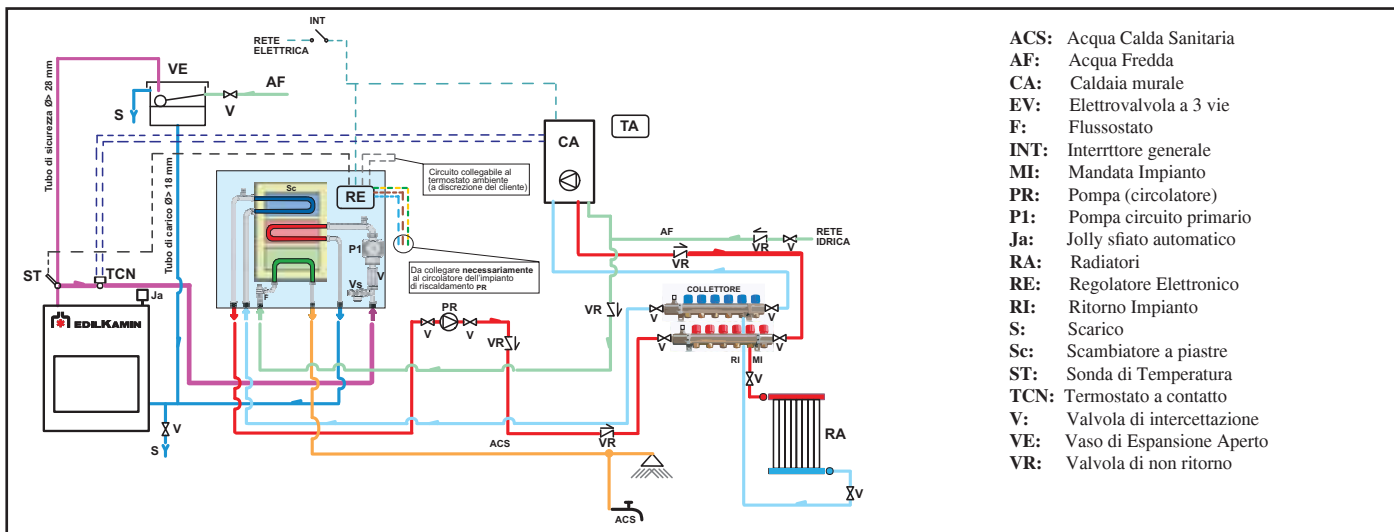 INT
RETE
ELETTRICA
VE
AF
V
S
Tubo di sicurezza Ø> 28 mm
Tubo di carico Ø> 18 mm
CA
TA
Circuito collegabile al
termostato ambiente
(a discrezione del cliente)
Sc
RE
P1
V
Vs
F
Da collegare necessariamente
al circolatore dell'impianto
di riscaldamento PR
AF
VR
V
RETE
IDRICA
VR
ST
TCN
Ja
EDILKAMIN
PR
V
V
VR
VR
COLLETTORE
V
V
V
V
RI
MI
V
RA
V
ACS
VR
V
S
ACS
ACS: Acqua Calda Sanitaria
AF: Acqua Fredda
CA: Caldaia murale
EV: Elettrovalvola a 3 vie
F: Flussostato
INT: Interrttore generale
MI: Mandata Impianto
PR: Pompa (circolatore)
P1: Pompa circuito primario
Ja: Jolly sfiato automatico
RA: Radiatori
RE: Regolatore Elettronico
RI: Ritorno Impianto
S: Scarico
Sc: Scambiatore a piastre
ST: Sonda di Temperatura
TCN: Termostato a contatto
V: Valvola di intercettazione
VE: Vaso di Espansione Aperto
VR: Valvola di non ritorno